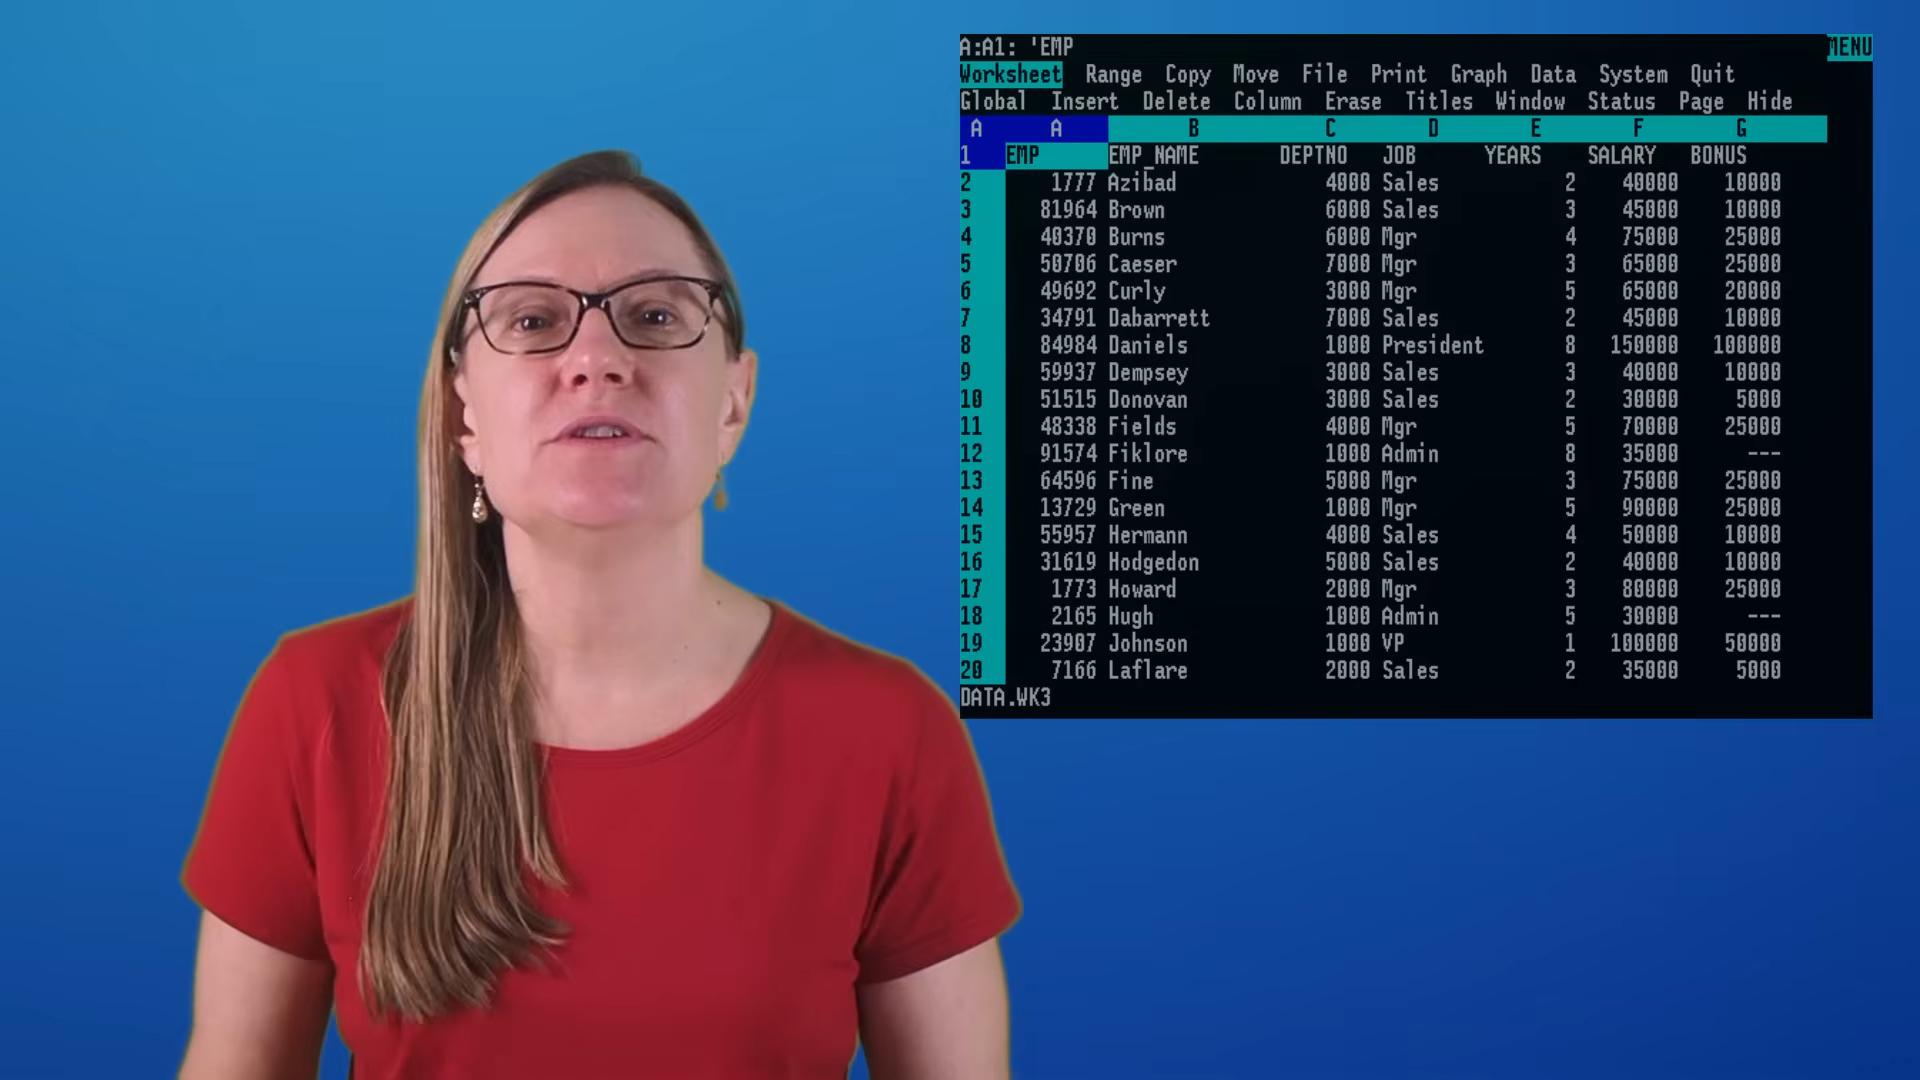 A:A1: 'EMP MENU
Worksheet Range Copy Move File Print Graph Data System Quit
Global Insert Delete Column Erase Titles Window Status Page Hide
A A B C D E F G
1 EMP EMP_NAME DEPTNO JOB YEARS SALARY BONUS
2 1777 Azibad 4000 Sales 2 40000 10000
3 81964 Brown 6000 Sales 3 45000 10000
4 40370 Burns 6000 Mgr 4 75000 25000
5 50706 Caeser 7000 Mgr 3 65000 25000
6 49692 Curly 3000 Mgr 5 65000 20000
7 34791 Dabarrett 7000 Sales 2 45000 10000
8 84984 Daniels 1000 President 8 150000 100000
9 59937 Dempsey 3000 Sales 3 40000 10000
10 51515 Donovan 3000 Sales 2 30000 5000
11 48338 Fields 4000 Mgr 5 70000 25000
12 91574 Fiklore 1000 Admin 8 35000 ---
13 64596 Fine 5000 Mgr 3 75000 25000
14 13729 Green 1000 Mgr 5 90000 25000
15 55957 Hermann 4000 Sales 4 50000 10000
16 31619 Hodgedon 5000 Sales 2 40000 10000
17 1773 Howard 2000 Mgr 3 80000 25000
18 2165 Hugh 1000 Admin 5 30000 ---
19 23907 Johnson 1000 VP 1 100000 50000
20 7166 Laflare 2000 Sales 2 35000 5000
DATA.WK3